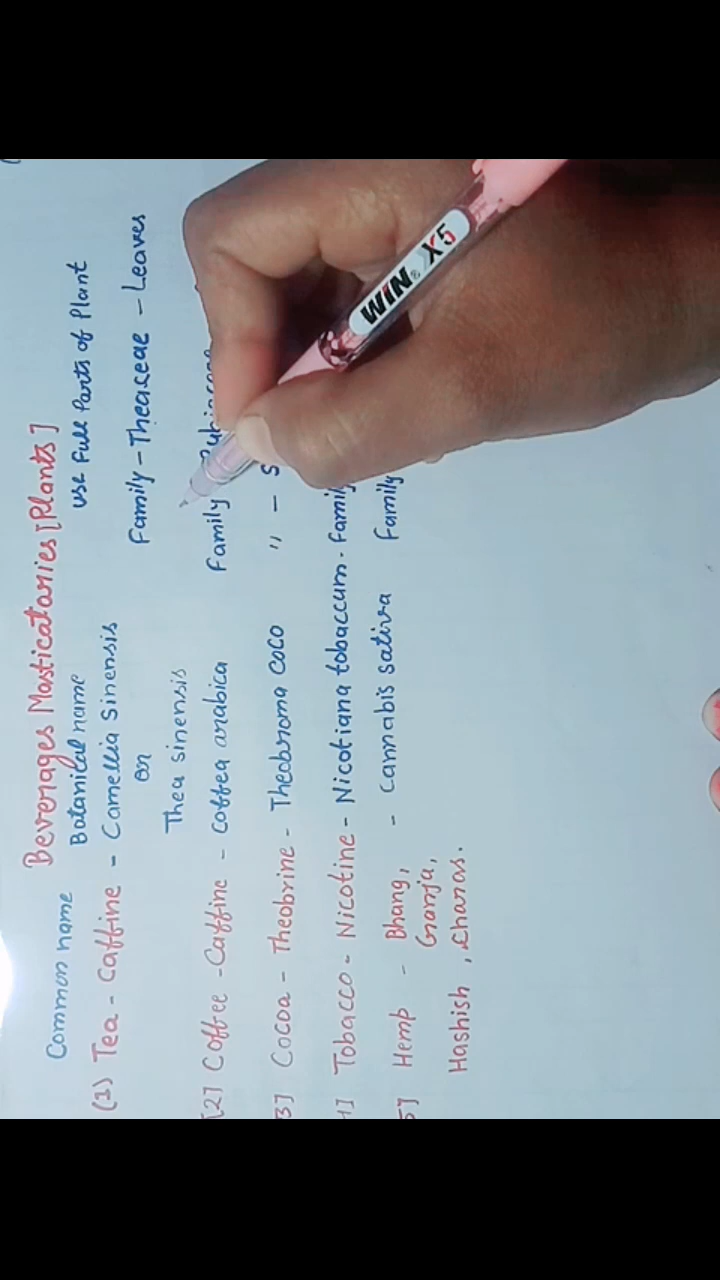 Beverages Masticatories [Plants]
Common name Botanical name use Full Parts of Plant
(1) Tea - Caffine - Camellia Sinensis Family - Theaceae - Leaves
or
Thea sinensis
[2] Coffee - Caffine - coffea arabica Family
3] Cocoa - Theobrine - Theobroma coco " -
] Tobacco - Nicotine - Nicotiana tobaccum. Family
5] Hemp - Bhang, - cannabis sativa Family
Ganja,
Hashish, charas.
WIN® X5